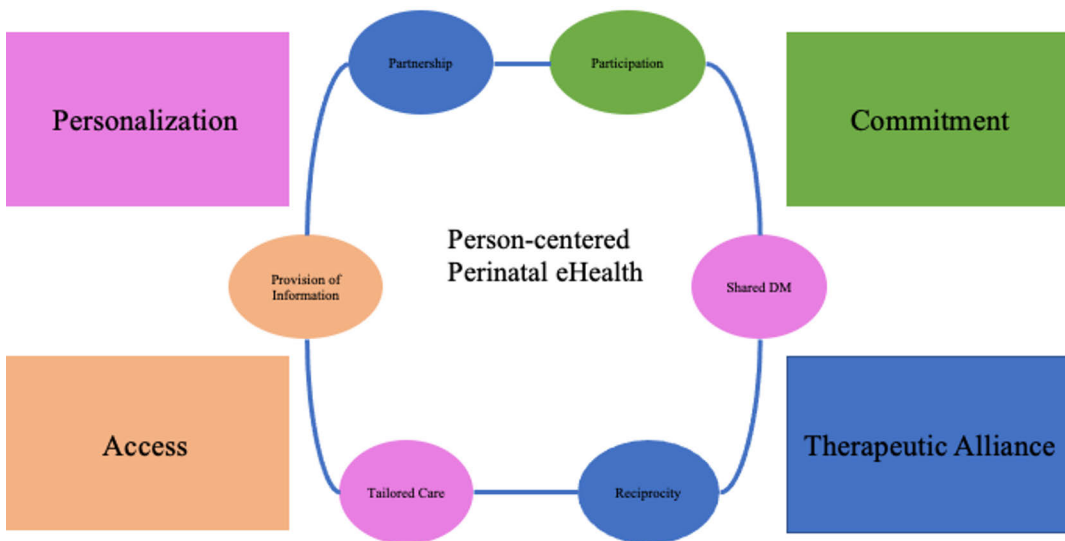 Partnership
Participation
Personalization
Commitment
Person-centered
Perinatal eHealth
Provision of
Information
Shared DM
Access
Therapeutic Alliance
Tailored Care
Reciprocity